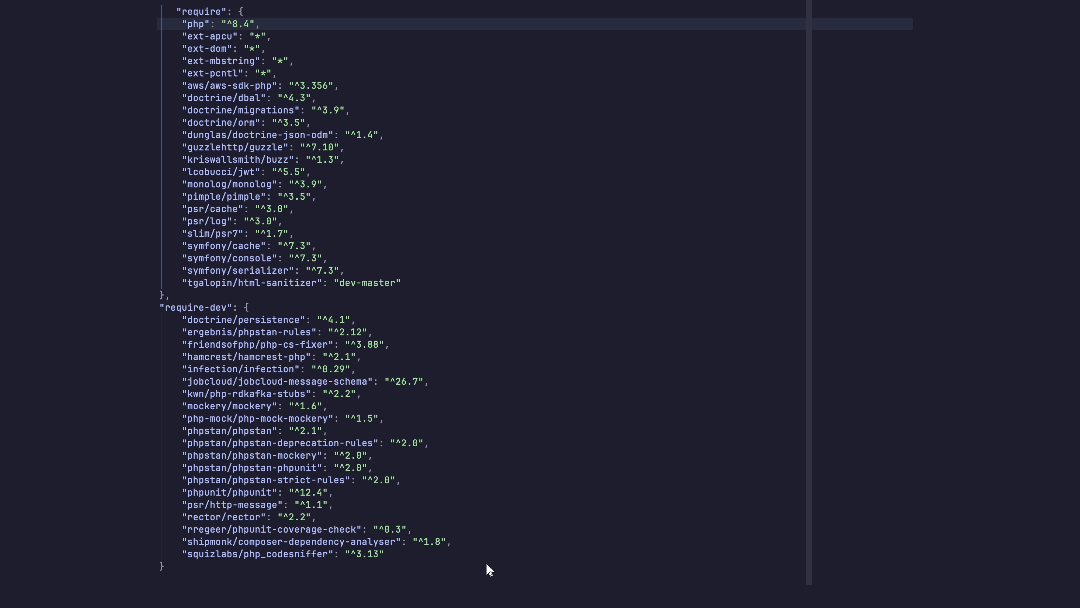 "require": {
"php": "^8.4",
"ext-apcu": "*",
"ext-dom": "*",
"ext-mbstring": "*",
"ext-pcntl": "*",
"aws/aws-sdk-php": "^3.356",
"doctrine/dbal": "^4.3",
"doctrine/migrations": "^3.9",
"doctrine/orm": "^3.5",
"dunglas/doctrine-json-odm": "^1.4",
"guzzlehttp/guzzle": "^7.10",
"kriswallsmith/buzz": "^1.3",
"lcobucci/jwt": "^5.5",
"monolog/monolog": "^3.9",
"pimple/pimple": "^3.5",
"psr/cache": "^3.0",
"psr/log": "^3.0",
"slim/psr7": "^1.7",
"symfony/cache": "^7.3",
"symfony/console": "^7.3",
"symfony/serializer": "^7.3",
"tgalopin/html-sanitizer": "dev-master"
},
"require-dev": {
"doctrine/persistence": "^4.1",
"ergebnis/phpstan-rules": "^2.12",
"friendsofphp/php-cs-fixer": "^3.88",
"hamcrest/hamcrest-php": "^2.1",
"infection/infection": "^0.29",
"jobcloud/jobcloud-message-schema": "^26.7",
"kwn/php-rdkafka-stubs": "^2.2",
"mockery/mockery": "^1.6",
"php-mock/php-mock-mockery": "^1.5",
"phpstan/phpstan": "^2.1",
"phpstan/phpstan-deprecation-rules": "^2.0",
"phpstan/phpstan-mockery": "^2.0",
"phpstan/phpstan-phpunit": "^2.0",
"phpstan/phpstan-strict-rules": "^2.0",
"phpunit/phpunit": "^12.4",
"psr/http-message": "^1.1",
"rector/rector": "^2.2",
"rregeer/phpunit-coverage-check": "^0.3",
"shipmonk/composer-dependency-analyser": "^1.8",
"squizlabs/php_codesniffer": "^3.13"
}